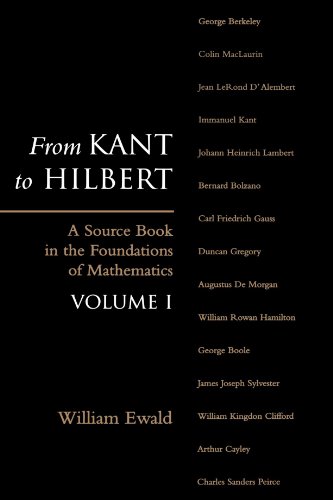 From KANT
to HILBERT
A Source Book
in the Foundations
of Mathematics
VOLUME I
William Ewald
George Berkeley
Colin MacLaurin
Jean LeRond D'Alembert
Immanuel Kant
Johann Heinrich Lambert
Bernard Bolzano
Carl Friedrich Gauss
Duncan Gregory
Augustus De Morgan
William Rowan Hamilton
George Boole
James Joseph Sylvester
William Kingdon Clifford
Arthur Cayley
Charles Sanders Peirce